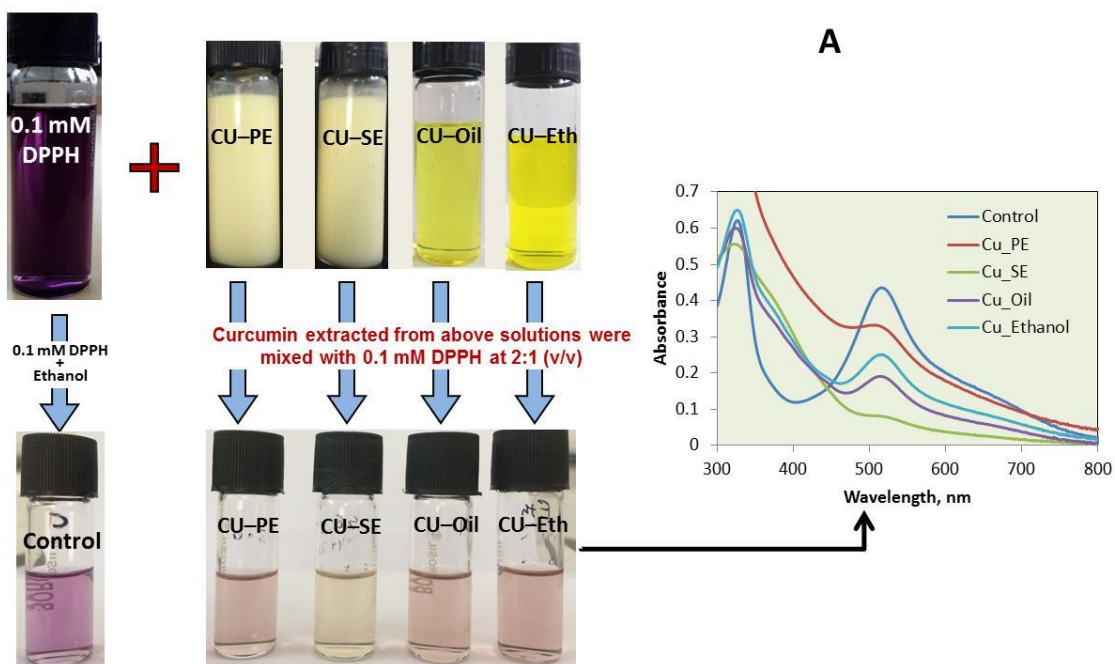 A
0.1 mM
DPPH
CU–PE
CU–SE
CU–Oil
CU–Eth
0.1 mM DPPH
+
Ethanol
Curcumin extracted from above solutions were
mixed with 0.1 mM DPPH at 2:1 (v/v)
Control
CU–PE
CU–SE
CU–Oil
CU–Eth
0.7
0.6
0.5
0.4
0.3
0.2
0.1
0
Absorbance
Control
Cu_PE
Cu_SE
Cu_Oil
Cu_Ethanol
300 400 500 600 700 800
Wavelength, nm